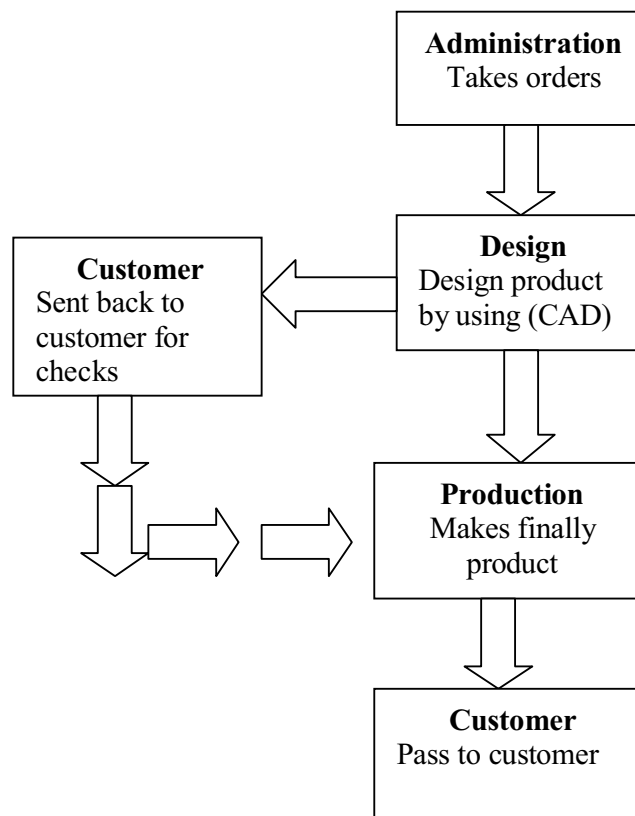 Administration
Takes orders
Design
Design product
by using (CAD)
Customer
Sent back to
customer for
checks
Production
Makes finally
product
Customer
Pass to customer